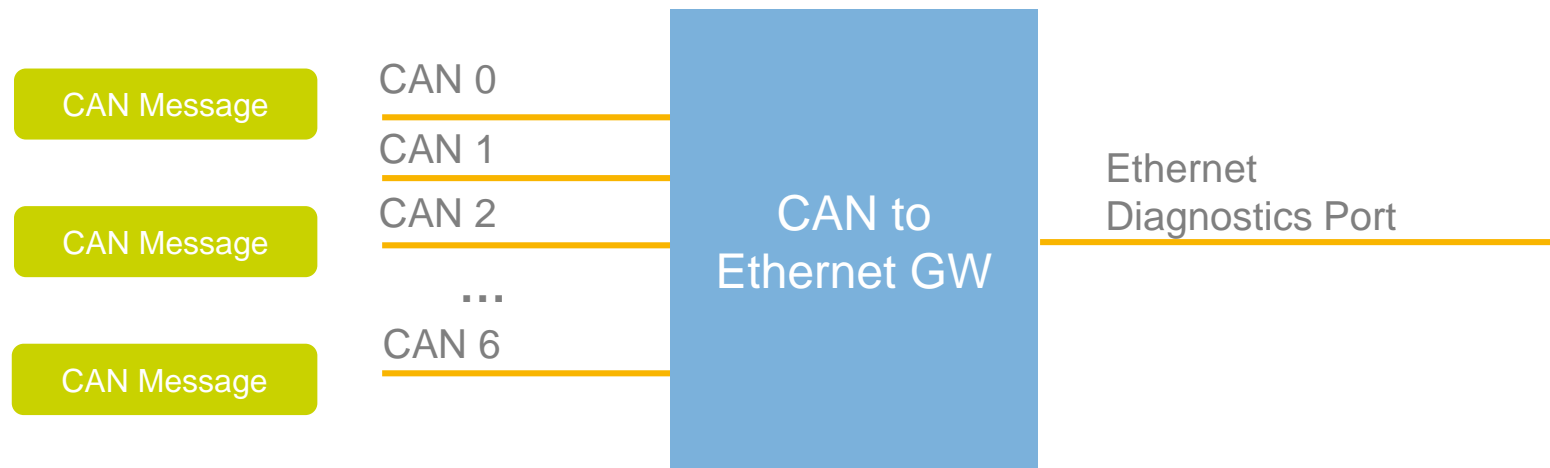 CAN Message
CAN Message
CAN Message
CAN 0
CAN 1
CAN 2
...
CAN 6
CAN to
Ethernet GW
Ethernet
Diagnostics Port